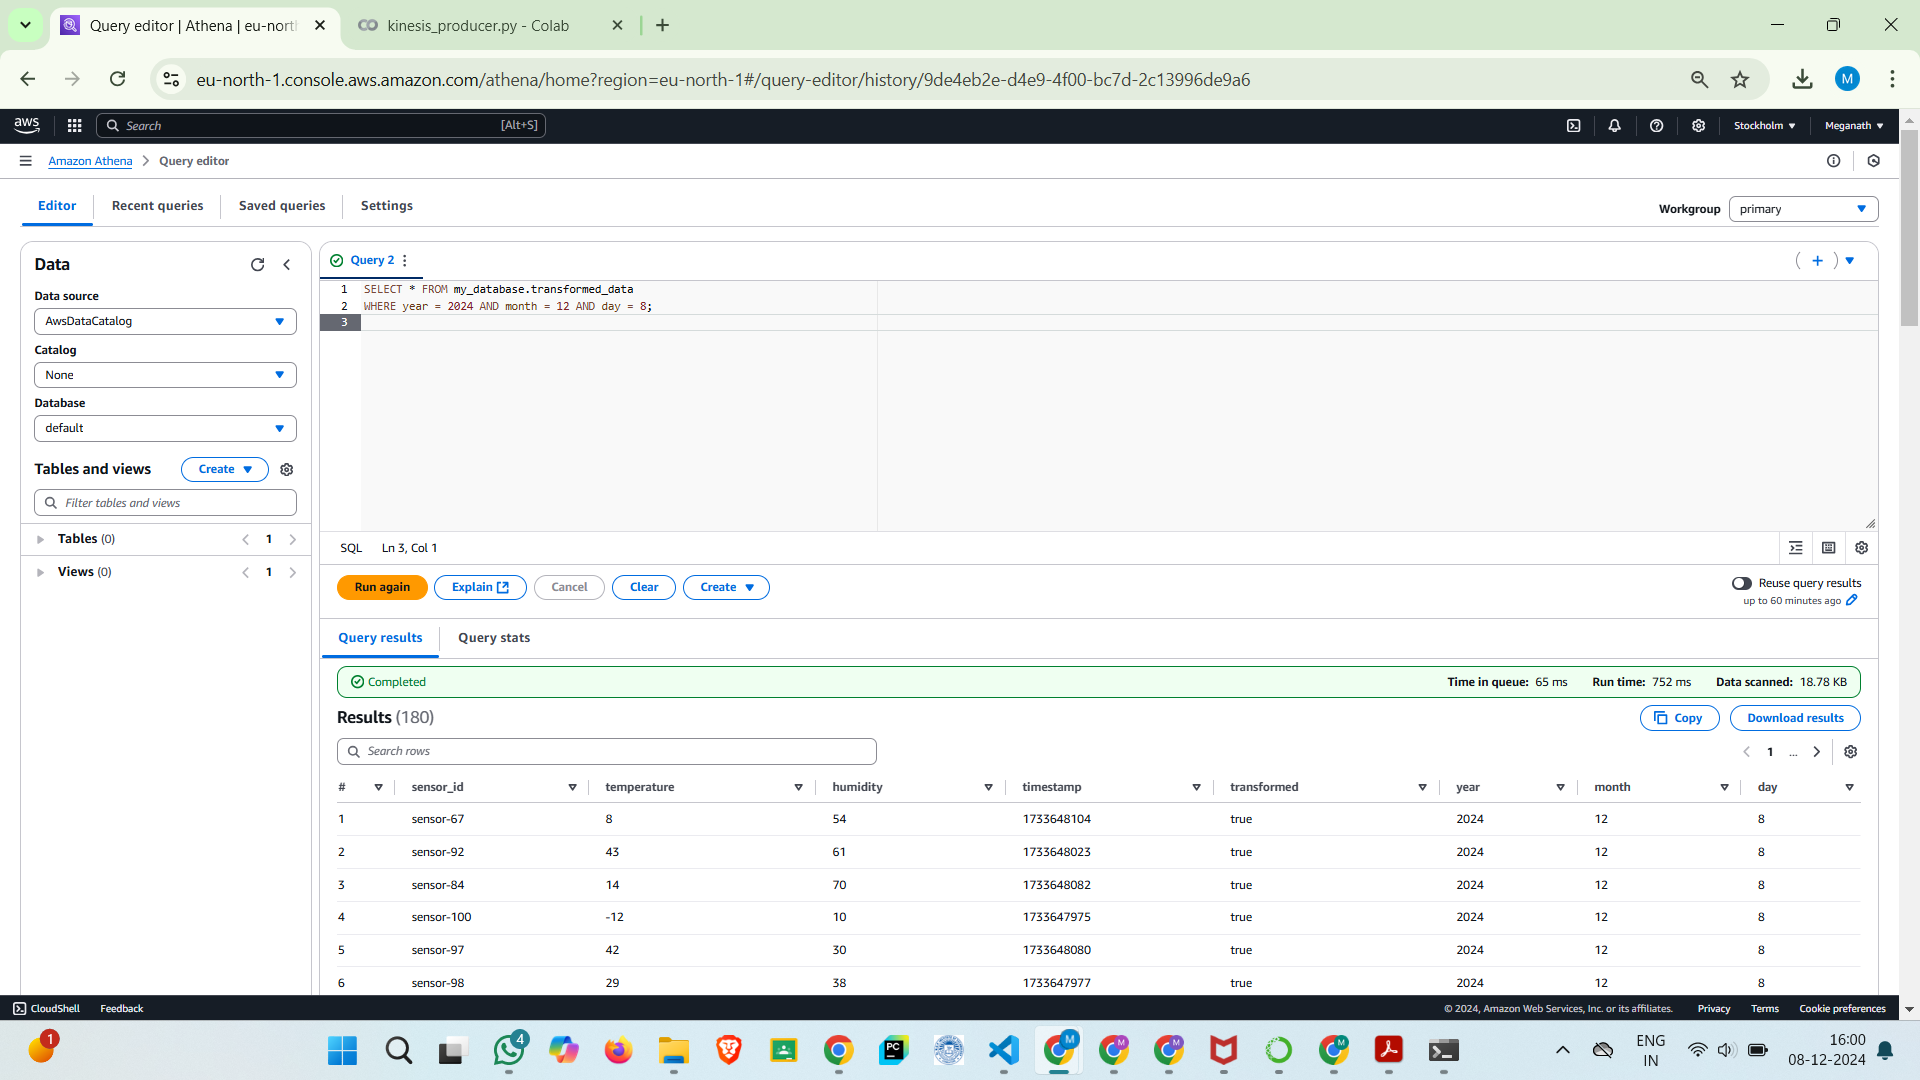 Query editor | Athena | eu-north
kinesis_producer.py - Colab
eu-north-1.console.aws.amazon.com/athena/home?region=eu-north-1#/query-editor/history/9de4eb2e-d4e9-4f00-bc7d-2c13996de9a6
M
aws
Search
[Alt+S]
Stockholm
Meganath
Amazon Athena
Query editor
Editor
Recent queries
Saved queries
Settings
Workgroup
primary
Data
Data source
AwsDataCatalog
Catalog
None
Database
default
Tables and views
Create
Filter tables and views
Tables (0)
1
Views (0)
1
Query 2
1 SELECT * FROM my_database.transformed_data
2 WHERE year = 2024 AND month = 12 AND day = 8;
3
SQL
Ln 3, Col 1
Run again
Explain
Cancel
Clear
Create
Reuse query results
up to 60 minutes ago
Query results
Query stats
Completed
Time in queue: 65 ms
Run time: 752 ms
Data scanned: 18.78 KB
Results (180)
Copy
Download results
Search rows
1 ...
# sensor_id temperature humidity timestamp transformed year month day
1 sensor-67 8 54 1733648104 true 2024 12 8
2 sensor-92 43 61 1733648023 true 2024 12 8
3 sensor-84 14 70 1733648082 true 2024 12 8
4 sensor-100 -12 10 1733647975 true 2024 12 8
5 sensor-97 42 30 1733648080 true 2024 12 8
6 sensor-98 29 38 1733647977 true 2024 12 8
CloudShell
Feedback
© 2024, Amazon Web Services, Inc. or its affiliates.
Privacy
Terms
Cookie preferences
1
4
PC
M
M
M
M
ENG
IN
16:00
08-12-2024